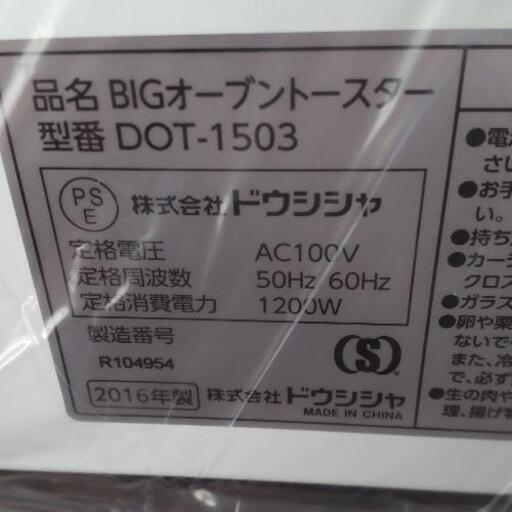 品名 BIGオーブントースター
型番 DOT-1503
PS
E
株式会社ドウシシャ
定格電圧 AC100V
定格周波数 50Hz 60Hz
定格消費電力 1200W
製造番号
R104954
(S)
2016年製 株式会社ドウシシャ
MADE IN CHINA
さい
●お手
い。
●持ち
●カー
クロス
●ガラス
●卵や栗
ないで
また、冷
で、必ず
●生の肉や
理、揚げ